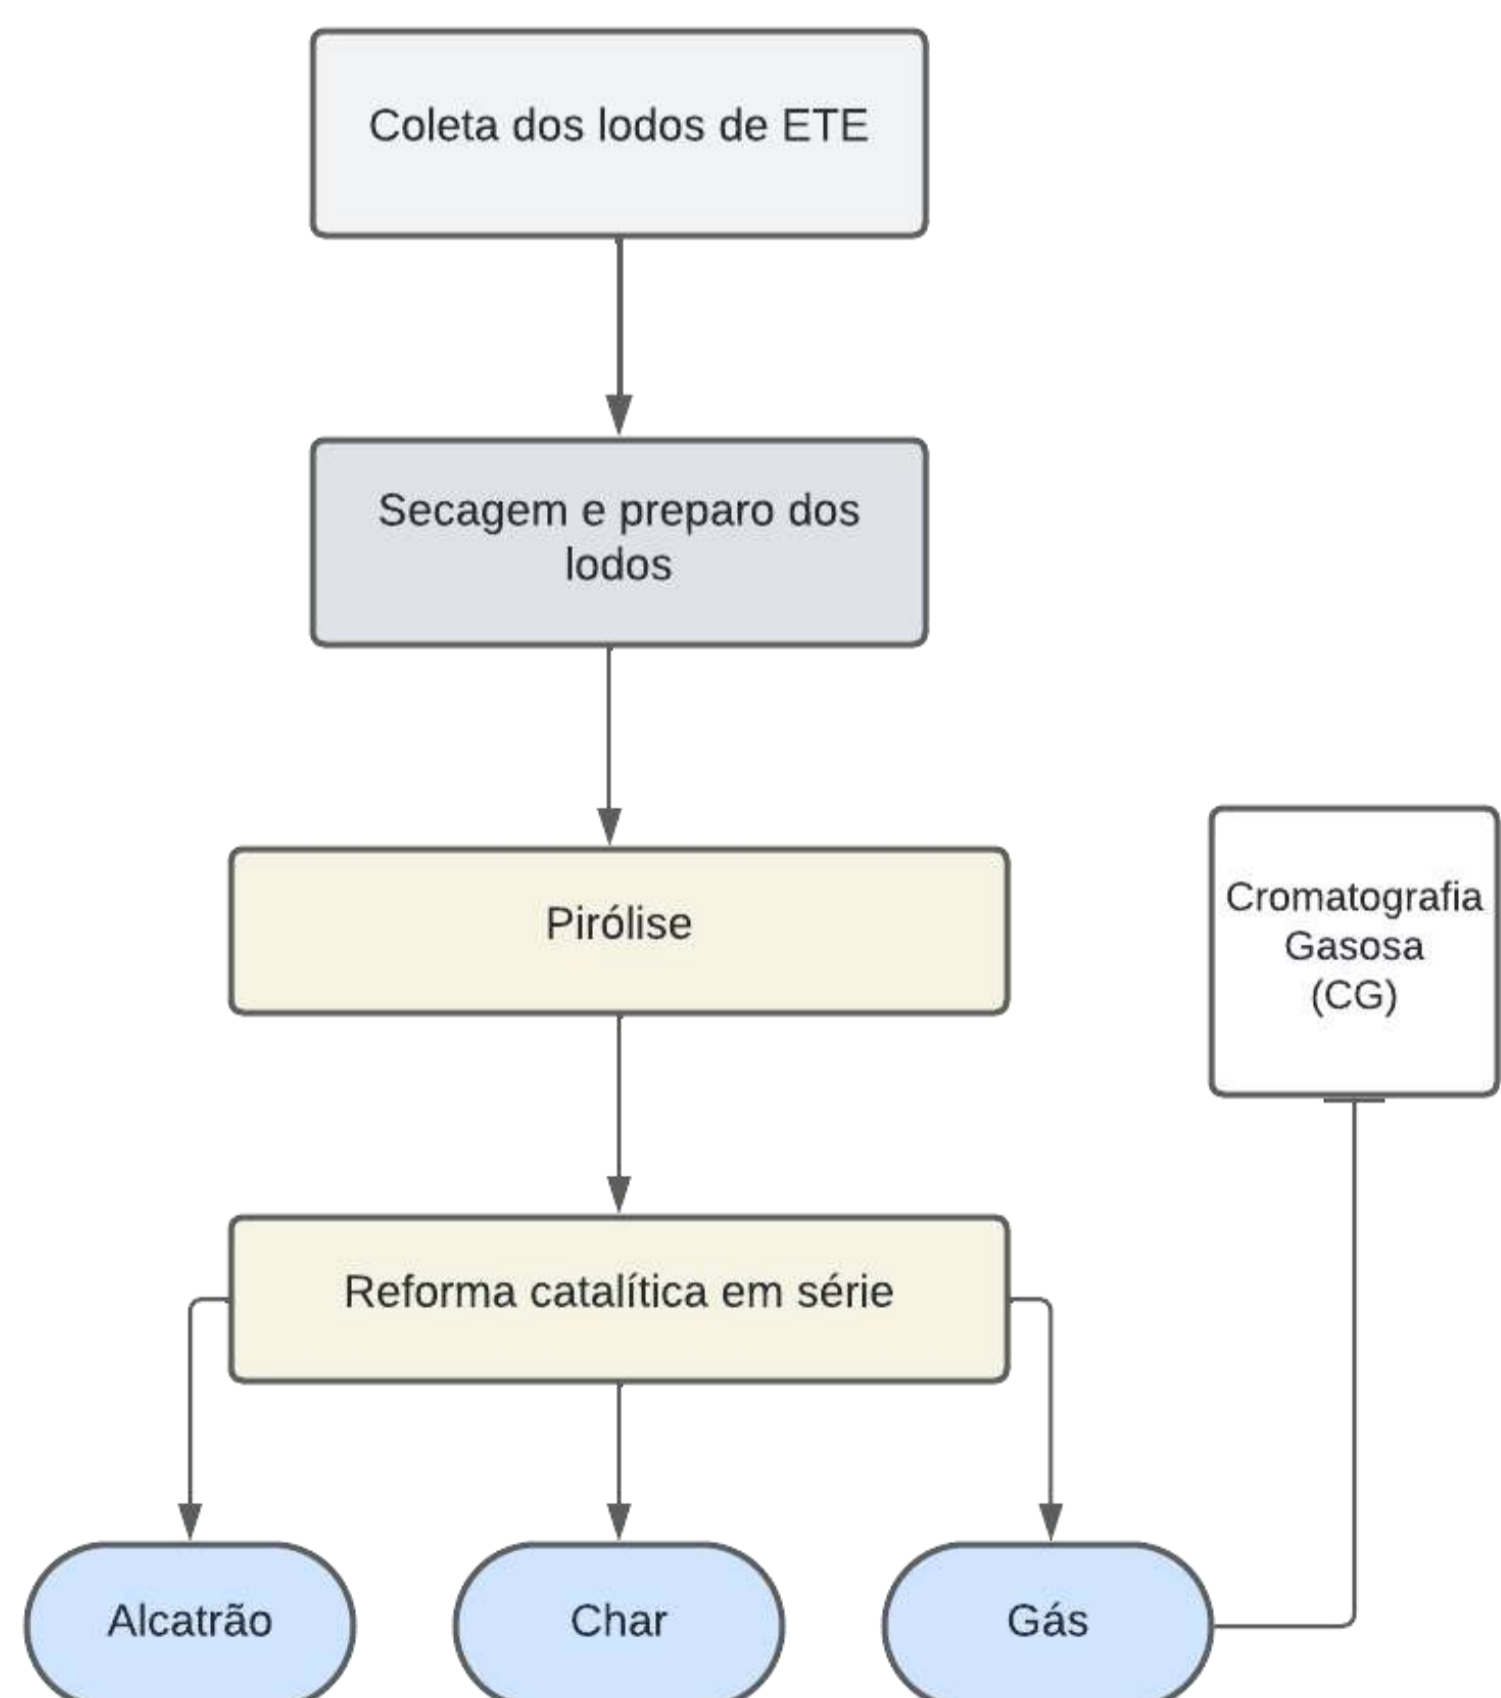 Coleta dos lodos de ETE
Secagem e preparo dos
lodos
Pirólise
Cromatografia
Gasosa
(CG)
Reforma catalítica em série
Alcatrão
Char
Gás